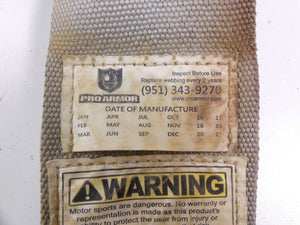 Inspect Before Use
Replace webbing every 2 years
(951) 343-9270
www.proarmor.com
PRO ARMOR
DATE OF MANUFACTURE
JAN APR JUL OCT 16 17
FEB MAY AUG NOV 18 19
MAR JUN SEP DEC 20 21
WARNING
Motor sports are dangerous.
No warranty or
representation is made as this product's
ability to protect the user from injury or